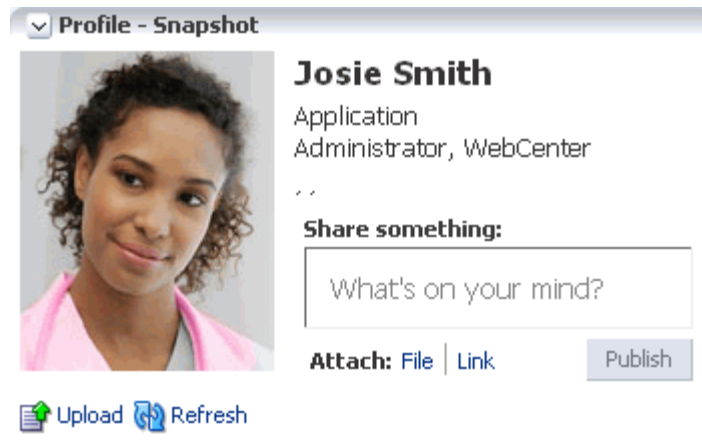 Profile - Snapshot
Josie Smith
Application
Administrator, WebCenter
, ,
Share something:
What's on your mind?
Attach: File | Link
Publish
Upload Refresh